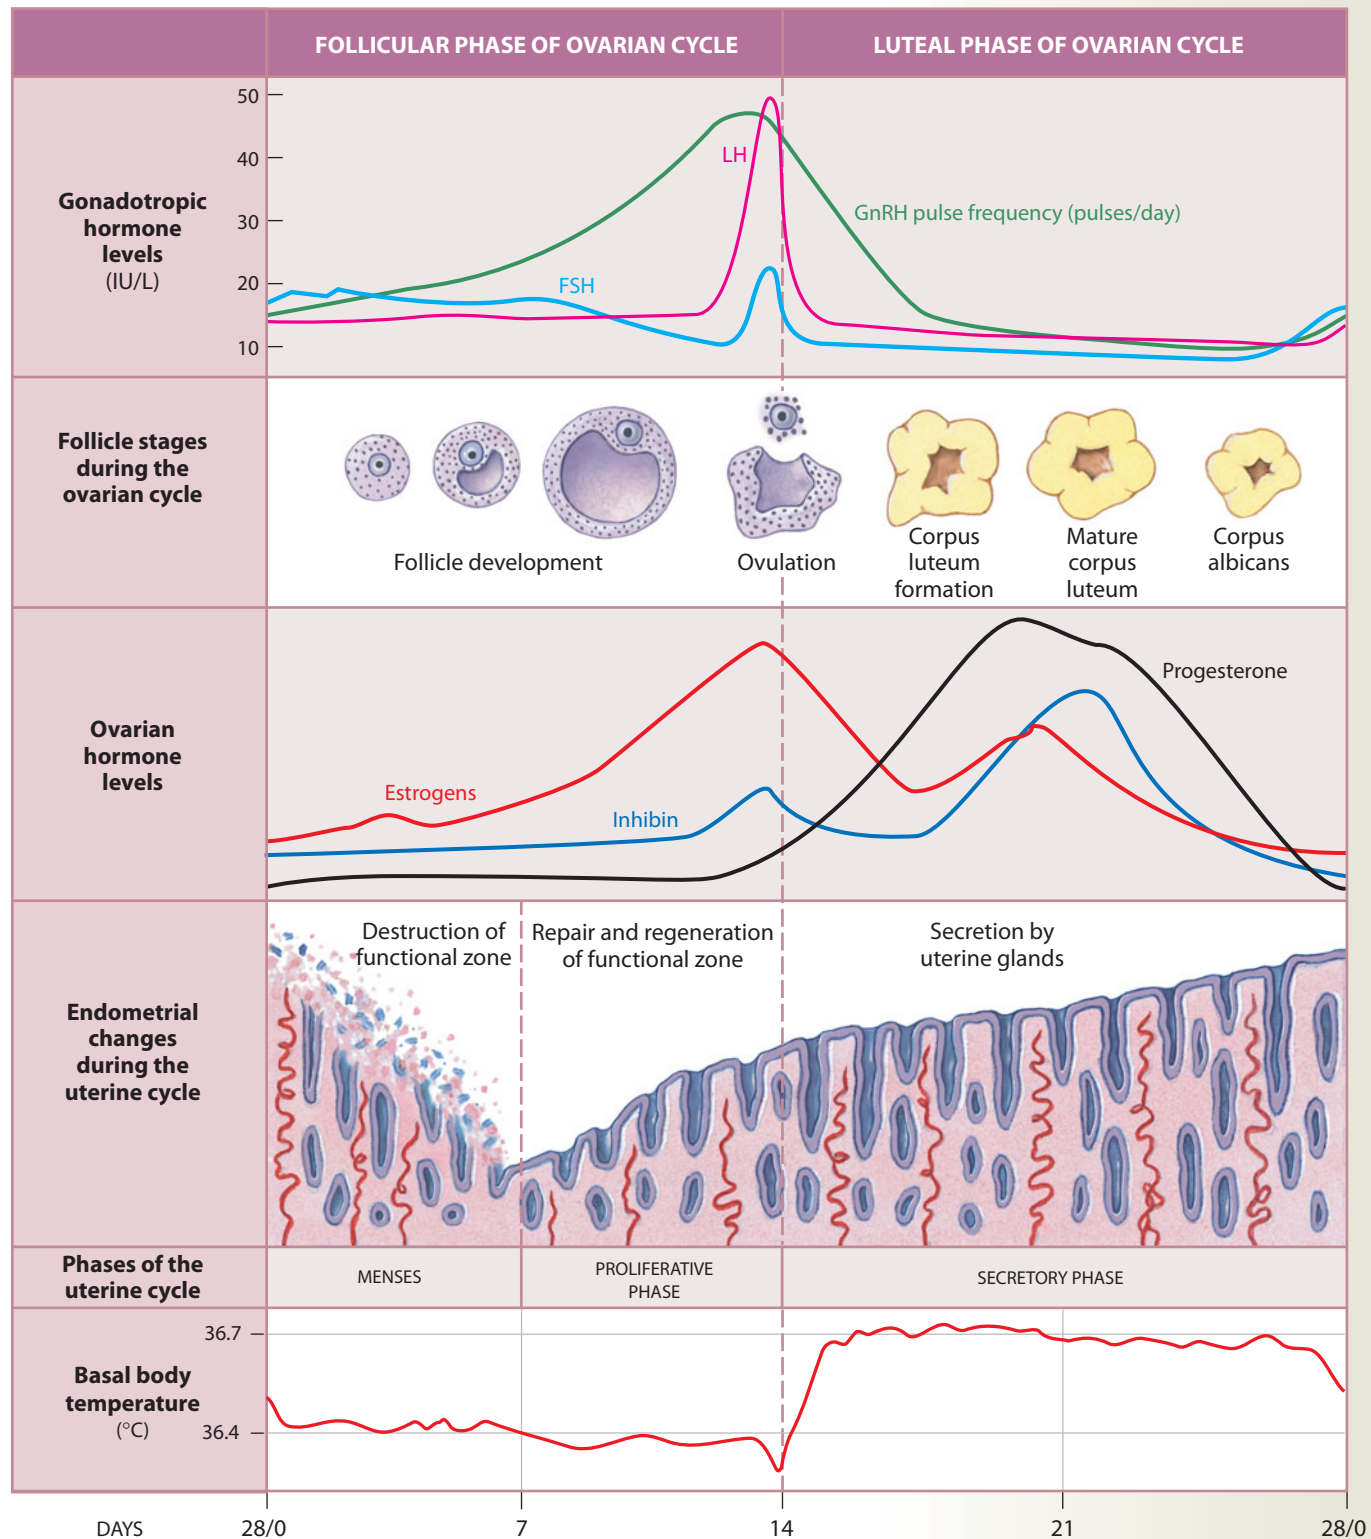 FOLLICULAR PHASE OF OVARIAN CYCLE
LUTEAL PHASE OF OVARIAN CYCLE
Gonadotropic
hormone
levels
(IU/L)
50
40
30
20
10
LH
GnRH pulse frequency (pulses/day)
FSH
Follicle stages
during the
ovarian cycle
Follicle development
Ovulation
Corpus
luteum
formation
Mature
corpus
luteum
Corpus
albicans
Ovarian
hormone
levels
Estrogens
Inhibin
Progesterone
Endometrial
changes
during the
uterine cycle
Destruction of
functional zone
Repair and regeneration
of functional zone
Secretion by
uterine glands
Phases of the
uterine cycle
MENSES
PROLIFERATIVE
PHASE
SECRETORY PHASE
Basal body
temperature
(°C)
36.7
36.4
DAYS
28/0
7
14
21
28/0